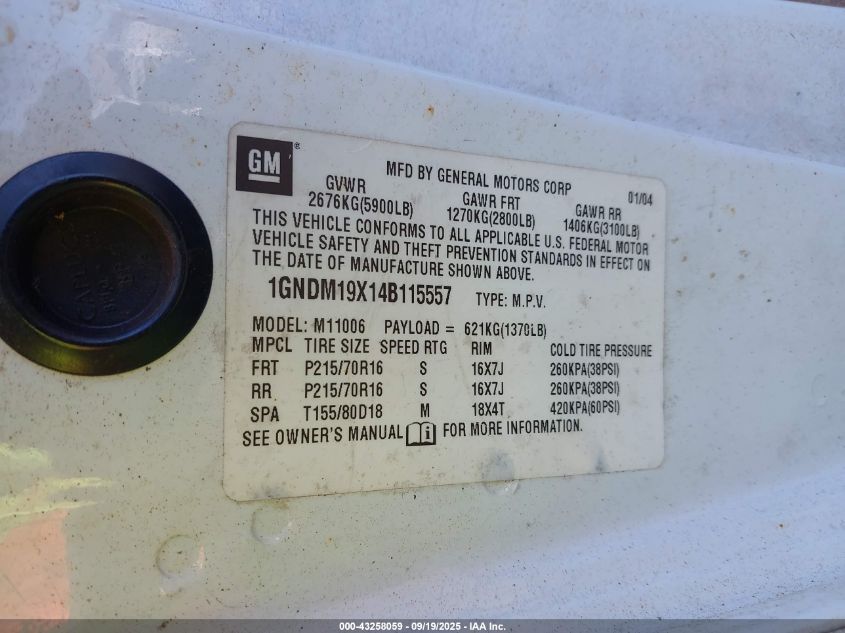 GM ® MFD BY GENERAL MOTORS CORP 01/04
GVWR GAWR FRT GAWR RR
2676KG(5900LB) 1270KG(2800LB) 1406KG(3100LB)
THIS VEHICLE CONFORMS TO ALL APPLICABLE U.S. FEDERAL MOTOR
VEHICLE SAFETY AND THEFT PREVENTION STANDARDS IN EFFECT ON
THE DATE OF MANUFACTURE SHOWN ABOVE.
1GNDM19X14B115557 TYPE: M.P.V.
MODEL: M11006 PAYLOAD = 621KG(1370LB)
MPCL TIRE SIZE SPEED RTG RIM COLD TIRE PRESSURE
FRT P215/70R16 S 16X7J 260KPA(38PSI)
RR P215/70R16 S 16X7J 260KPA(38PSI)
SPA T155/80D18 M 18X4T 420KPA(60PSI)
SEE OWNER'S MANUAL i FOR MORE INFORMATION.
000-43258059 - 09/19/2025 - IAA Inc.